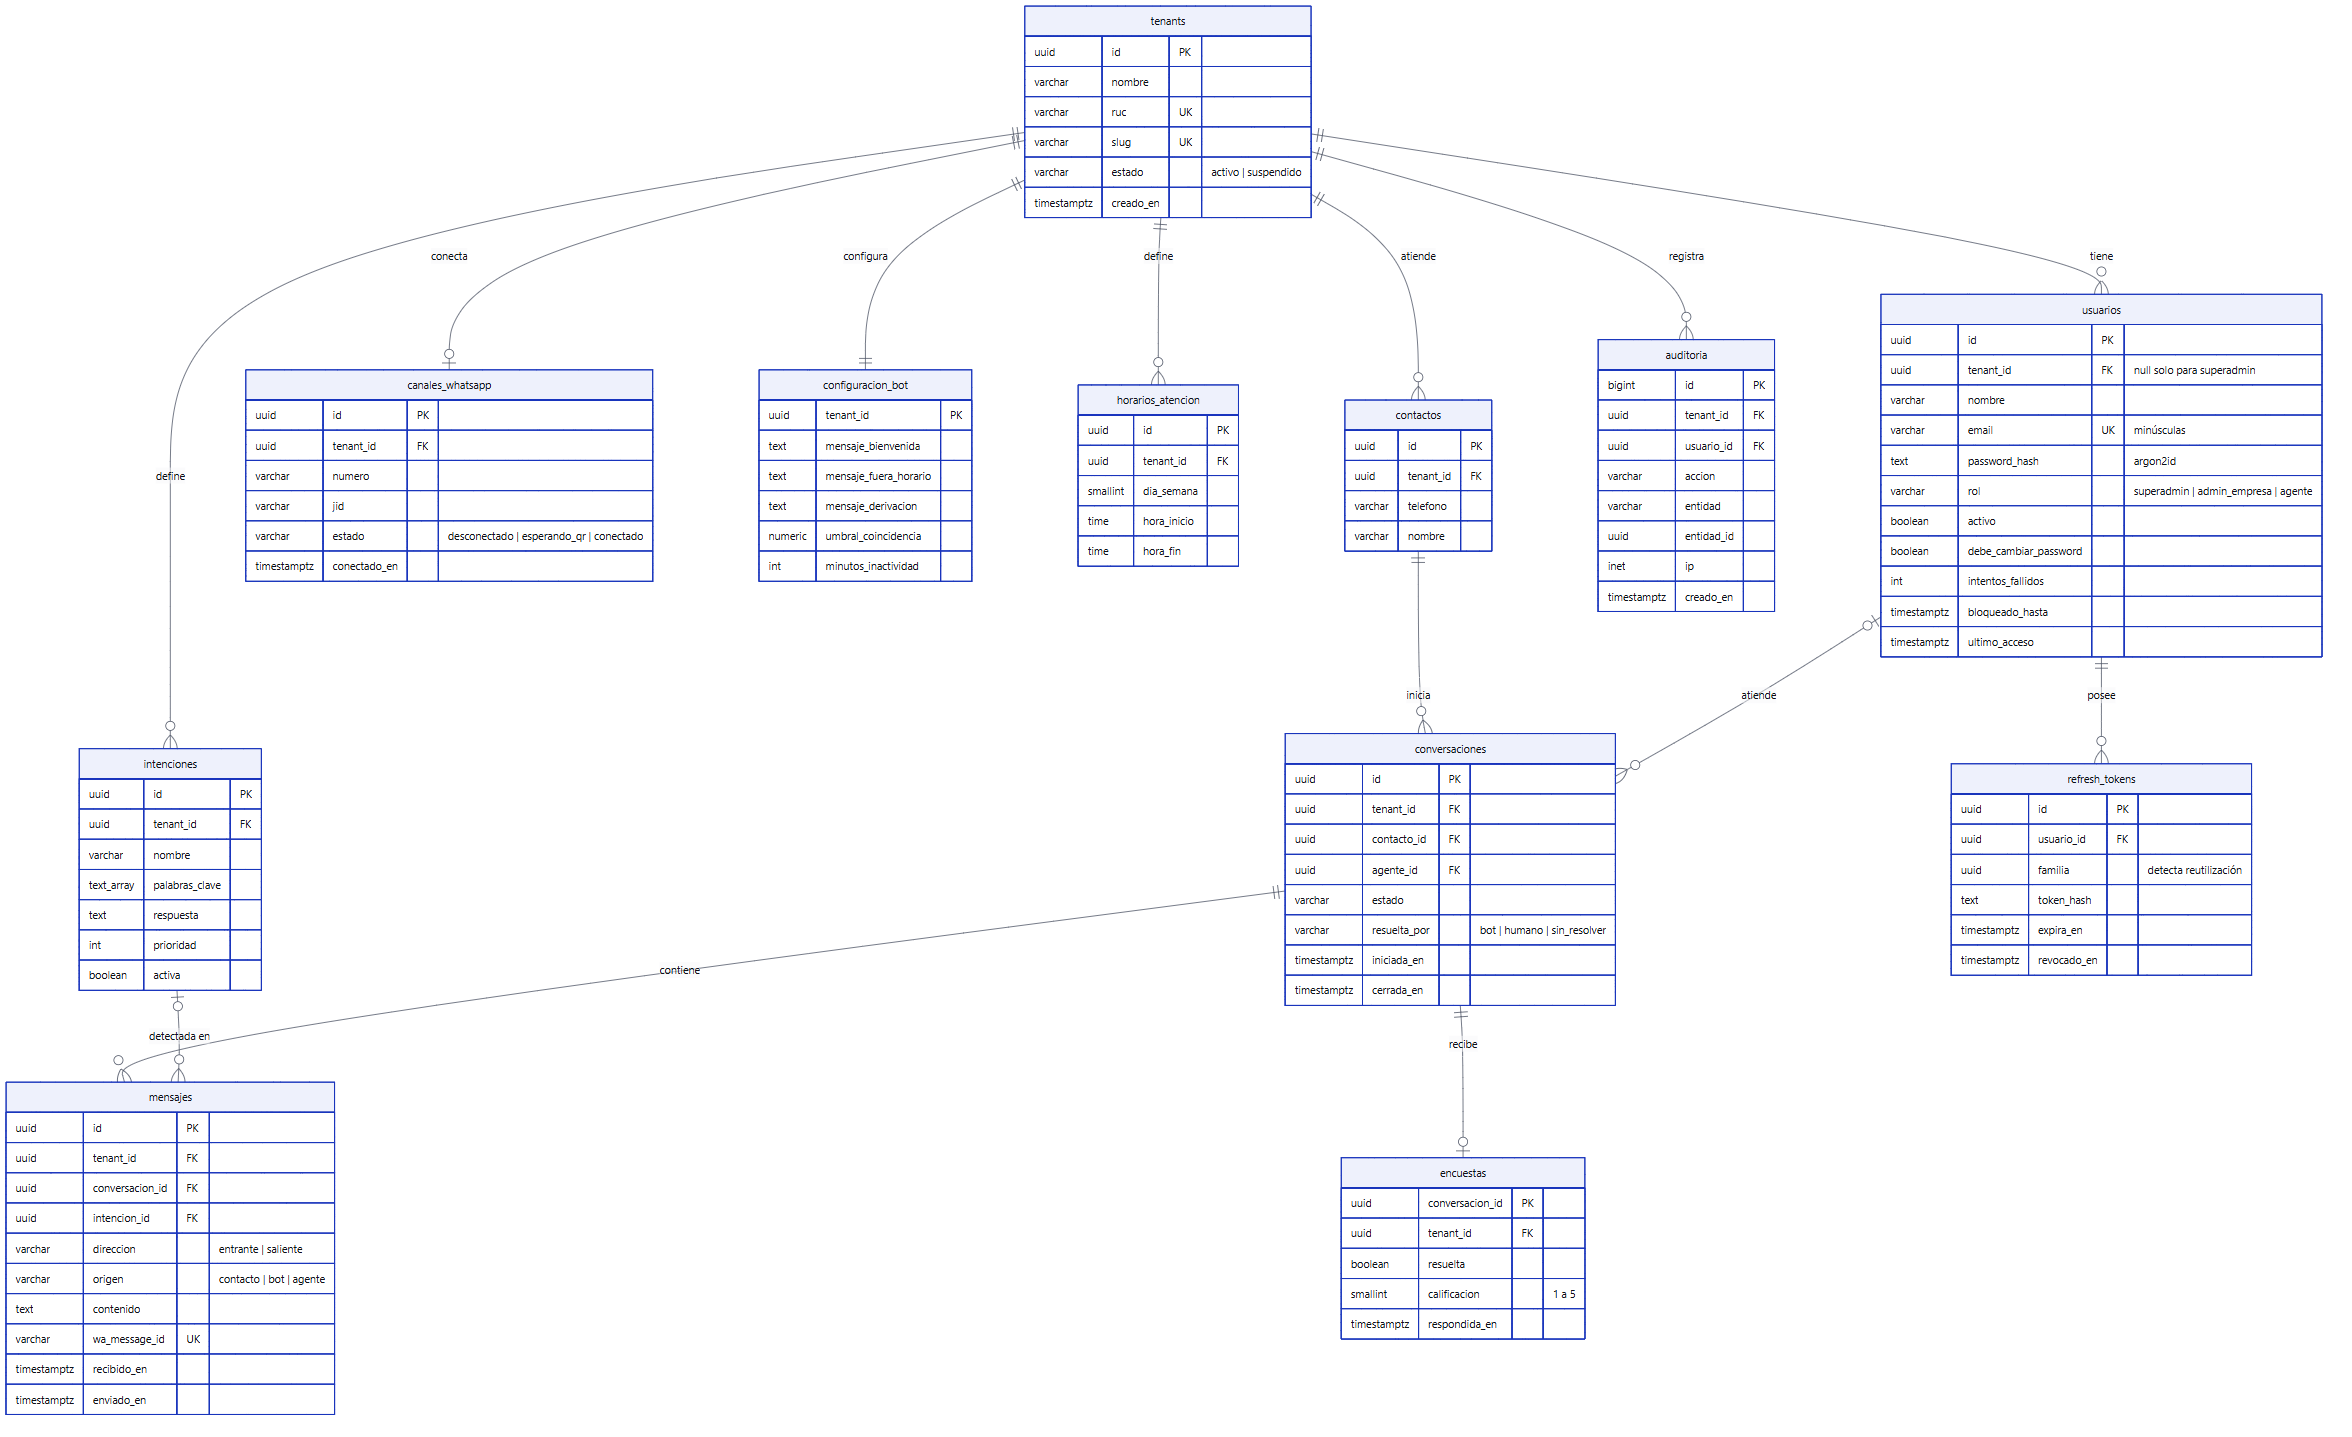 tenants
uuid id PK
varchar nombre
varchar ruc UK
varchar slug UK
varchar estado activo | suspendido
timestamptz creado_en
conecta
configura
define
atiende
registra
tiene
usuarios
uuid id PK
uuid tenant_id FK null solo para superadmin
varchar nombre
varchar email UK minúsculas
text password_hash argon2id
varchar rol superadmin | admin_empresa | agente
boolean activo
boolean debe_cambiar_password
int intentos_fallidos
timestamptz bloqueado_hasta
timestamptz ultimo_acceso
canales_whatsapp
uuid id PK
uuid tenant_id FK
varchar numero
varchar jid
varchar estado desconectado | esperando_qr | conectado
timestamptz conectado_en
configuracion_bot
uuid tenant_id PK
text mensaje_bienvenida
text mensaje_fuera_horario
text mensaje_derivacion
numeric umbral_coincidencia
int minutos_inactividad
horarios_atencion
uuid id PK
uuid tenant_id FK
smallint dia_semana
time hora_inicio
time hora_fin
contactos
uuid id PK
uuid tenant_id FK
varchar telefono
varchar nombre
auditoria
bigint id PK
uuid tenant_id FK
uuid usuario_id FK
varchar accion
varchar entidad
uuid entidad_id
inet ip
timestamptz creado_en
define
inicia
atiende
posee
intenciones
uuid id PK
uuid tenant_id FK
varchar nombre
text_array palabras_clave
text respuesta
int prioridad
boolean activa
conversaciones
uuid id PK
uuid tenant_id FK
uuid contacto_id FK
uuid agente_id FK
varchar estado
varchar resuelta_por bot | humano | sin_resolver
timestamptz iniciada_en
timestamptz cerrada_en
refresh_tokens
uuid id PK
uuid usuario_id FK
uuid familia detecta reutilización
text token_hash
timestamptz expira_en
timestamptz revocado_en
contiene
detectada en
recibe
mensajes
uuid id PK
uuid tenant_id FK
uuid conversacion_id FK
uuid intencion_id FK
varchar direccion entrante | saliente
varchar origen contacto | bot | agente
text contenido
varchar wa_message_id UK
timestamptz recibido_en
timestamptz enviado_en
encuestas
uuid conversacion_id PK
uuid tenant_id FK
boolean resuelta
smallint calificacion 1 a 5
timestamptz respondida_en